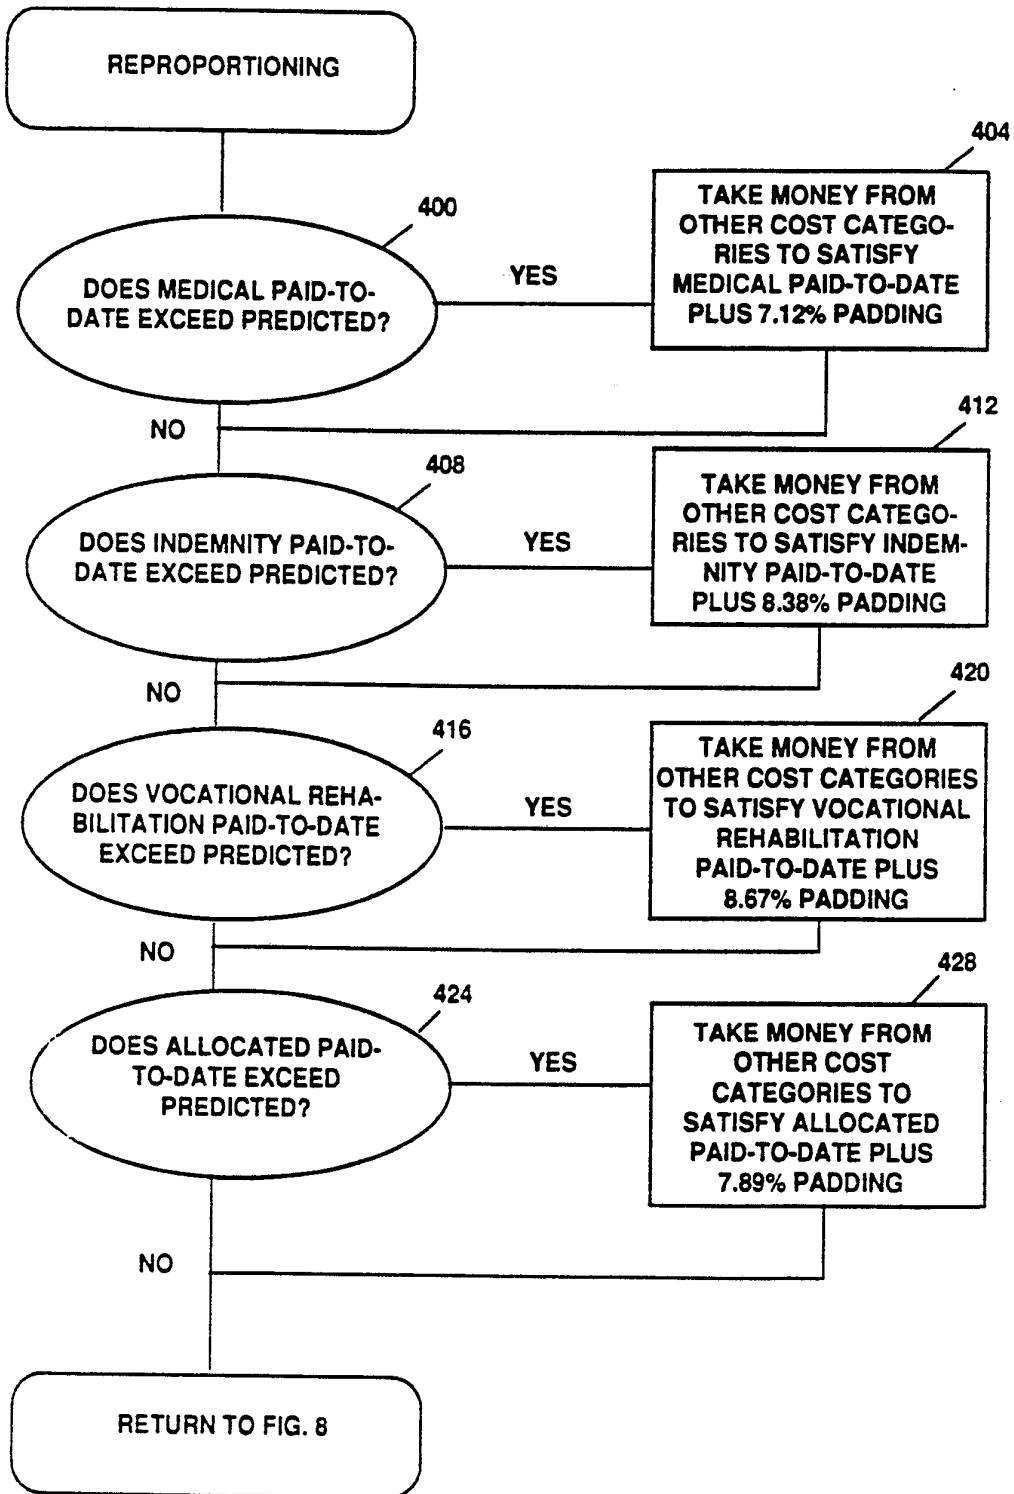 REPROPORTIONING
404
TAKE MONEY FROM
OTHER COST CATEGO-
RIES TO SATISFY
MEDICAL PAID-TO-DATE
PLUS 7.12% PADDING
400
DOES MEDICAL PAID-TO-
DATE EXCEED PREDICTED?
YES
NO
412
TAKE MONEY FROM
OTHER COST CATEGO-
RIES TO SATISFY INDEM-
NITY PAID-TO-DATE
PLUS 8.38% PADDING
408
DOES INDEMNITY PAID-TO-
DATE EXCEED PREDICTED?
YES
NO
420
TAKE MONEY FROM
OTHER COST CATEGORIES
TO SATISFY VOCATIONAL
REHABILITATION
PAID-TO-DATE PLUS
8.67% PADDING
416
DOES VOCATIONAL REHA-
BILITATION PAID-TO-DATE
EXCEED PREDICTED?
YES
NO
428
TAKE MONEY FROM
OTHER COST
CATEGORIES TO
SATISFY ALLOCATED
PAID-TO-DATE PLUS
7.89% PADDING
424
DOES ALLOCATED PAID-
TO-DATE EXCEED
PREDICTED?
YES
NO
RETURN TO FIG. 8